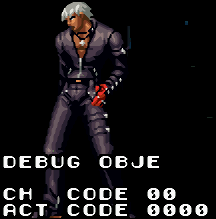 DEBUG OBJE
CH CODE 00
ACT CODE 0000